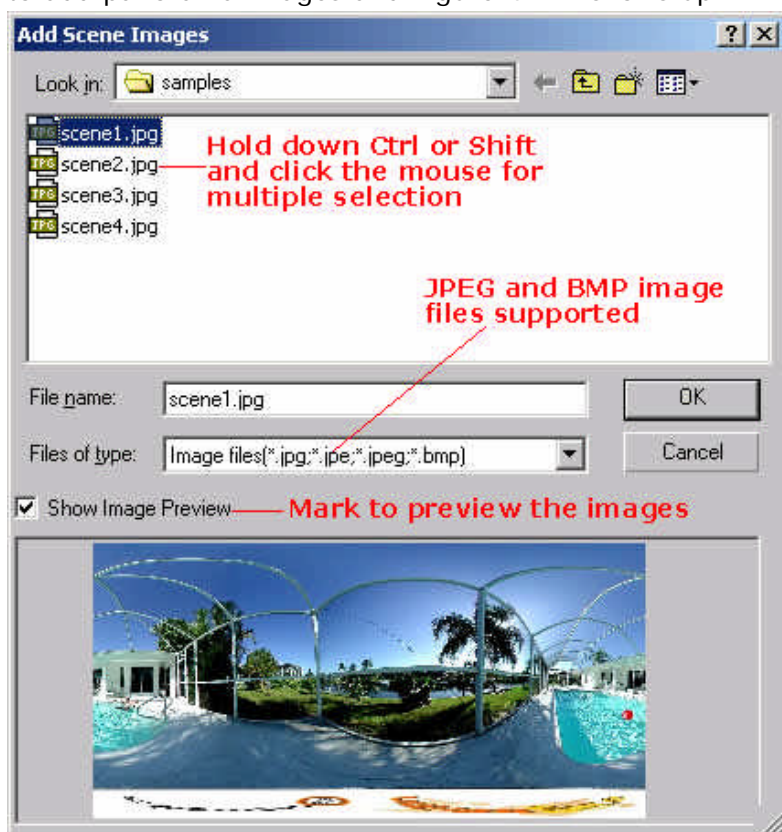 Add Scene Images
Look in: samples
scene1.jpg
scene2.jpg
scene3.jpg
scene4.jpg
Hold down Ctrl or Shift
and click the mouse for
multiple selection
JPEG and BMP image
files supported
File name: scene1.jpg OK
Files of type: Image files(*.jpg;*.jpe;*.jpeg;*.bmp) Cancel
Show Image Preview Mark to preview the images